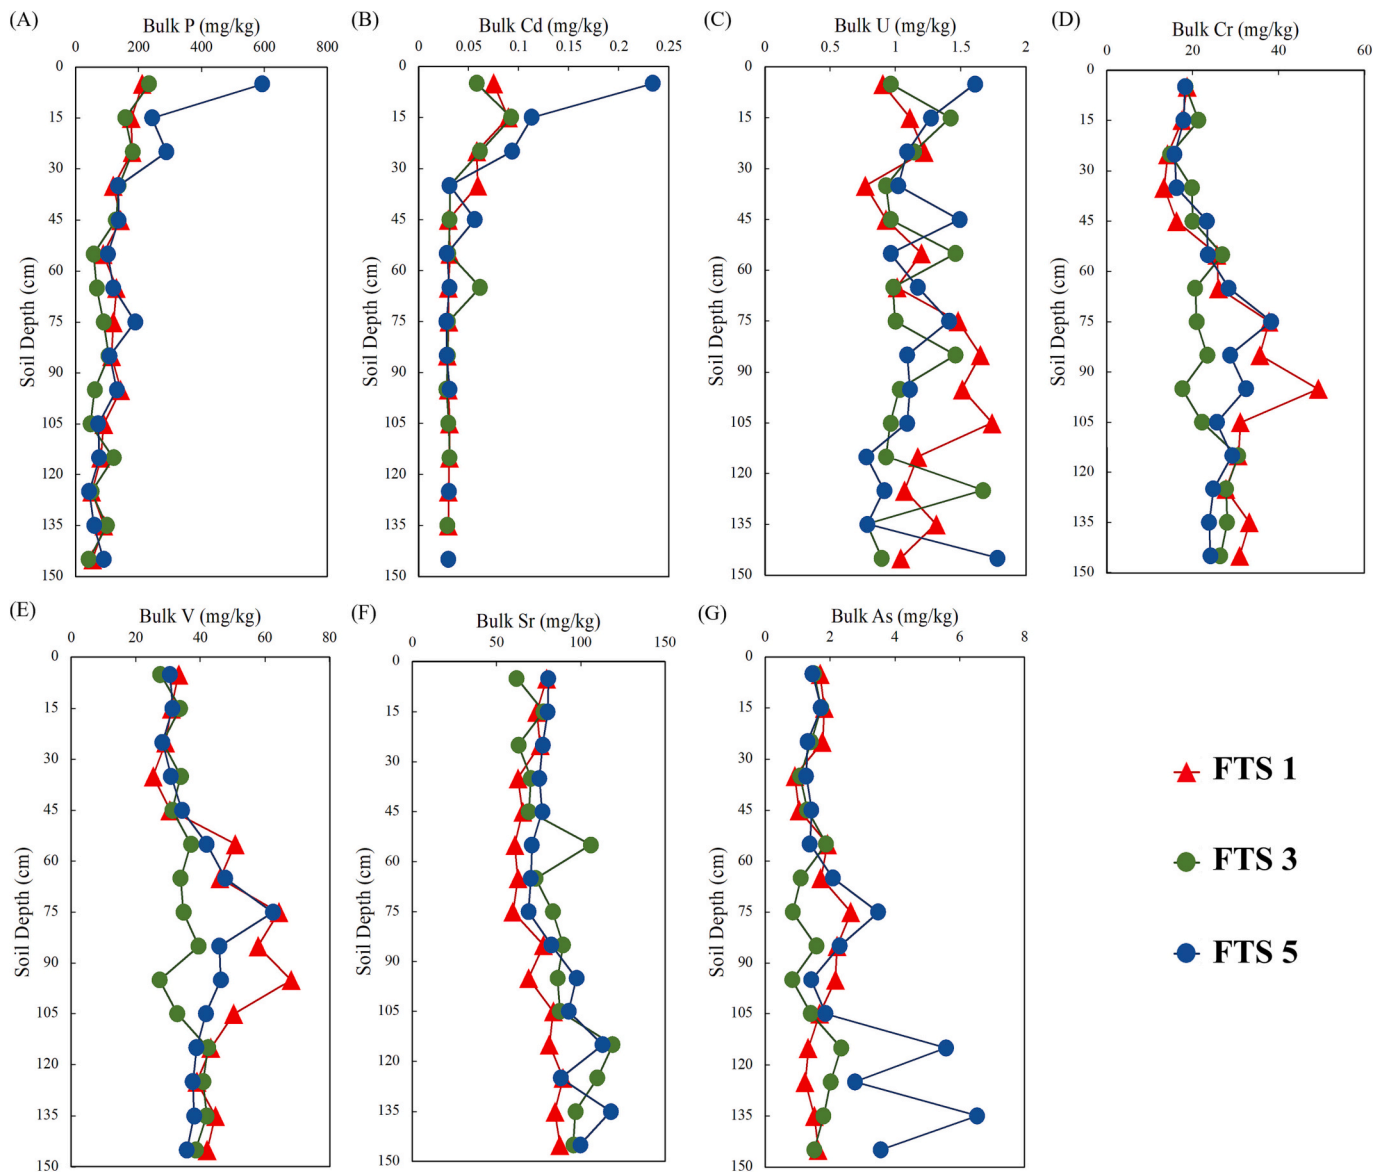 (A)
Bulk P (mg/kg)
0 200 400 600 800
0
15
30
45
60
75
90
105
120
135
150
Soil Depth (cm)
(B)
Bulk Cd (mg/kg)
0 0.05 0.1 0.15 0.2 0.25
0
15
30
45
60
75
90
105
120
135
150
Soil Depth (cm)
(C)
Bulk U (mg/kg)
0 0.5 1 1.5 2
0
15
30
45
60
75
90
105
120
135
150
Soil Depth (cm)
(D)
Bulk Cr (mg/kg)
0 20 40 60
0
15
30
45
60
75
90
105
120
135
150
Soil Depth (cm)
(E)
Bulk V (mg/kg)
0 20 40 60 80
0
15
30
45
60
75
90
105
120
135
150
Soil Depth (cm)
(F)
Bulk Sr (mg/kg)
0 50 100 150
0
15
30
45
60
75
90
105
120
135
150
Soil Depth (cm)
(G)
Bulk As (mg/kg)
0 2 4 6 8
0
15
30
45
60
75
90
105
120
135
150
Soil Depth (cm)
FTS 1
FTS 3
FTS 5